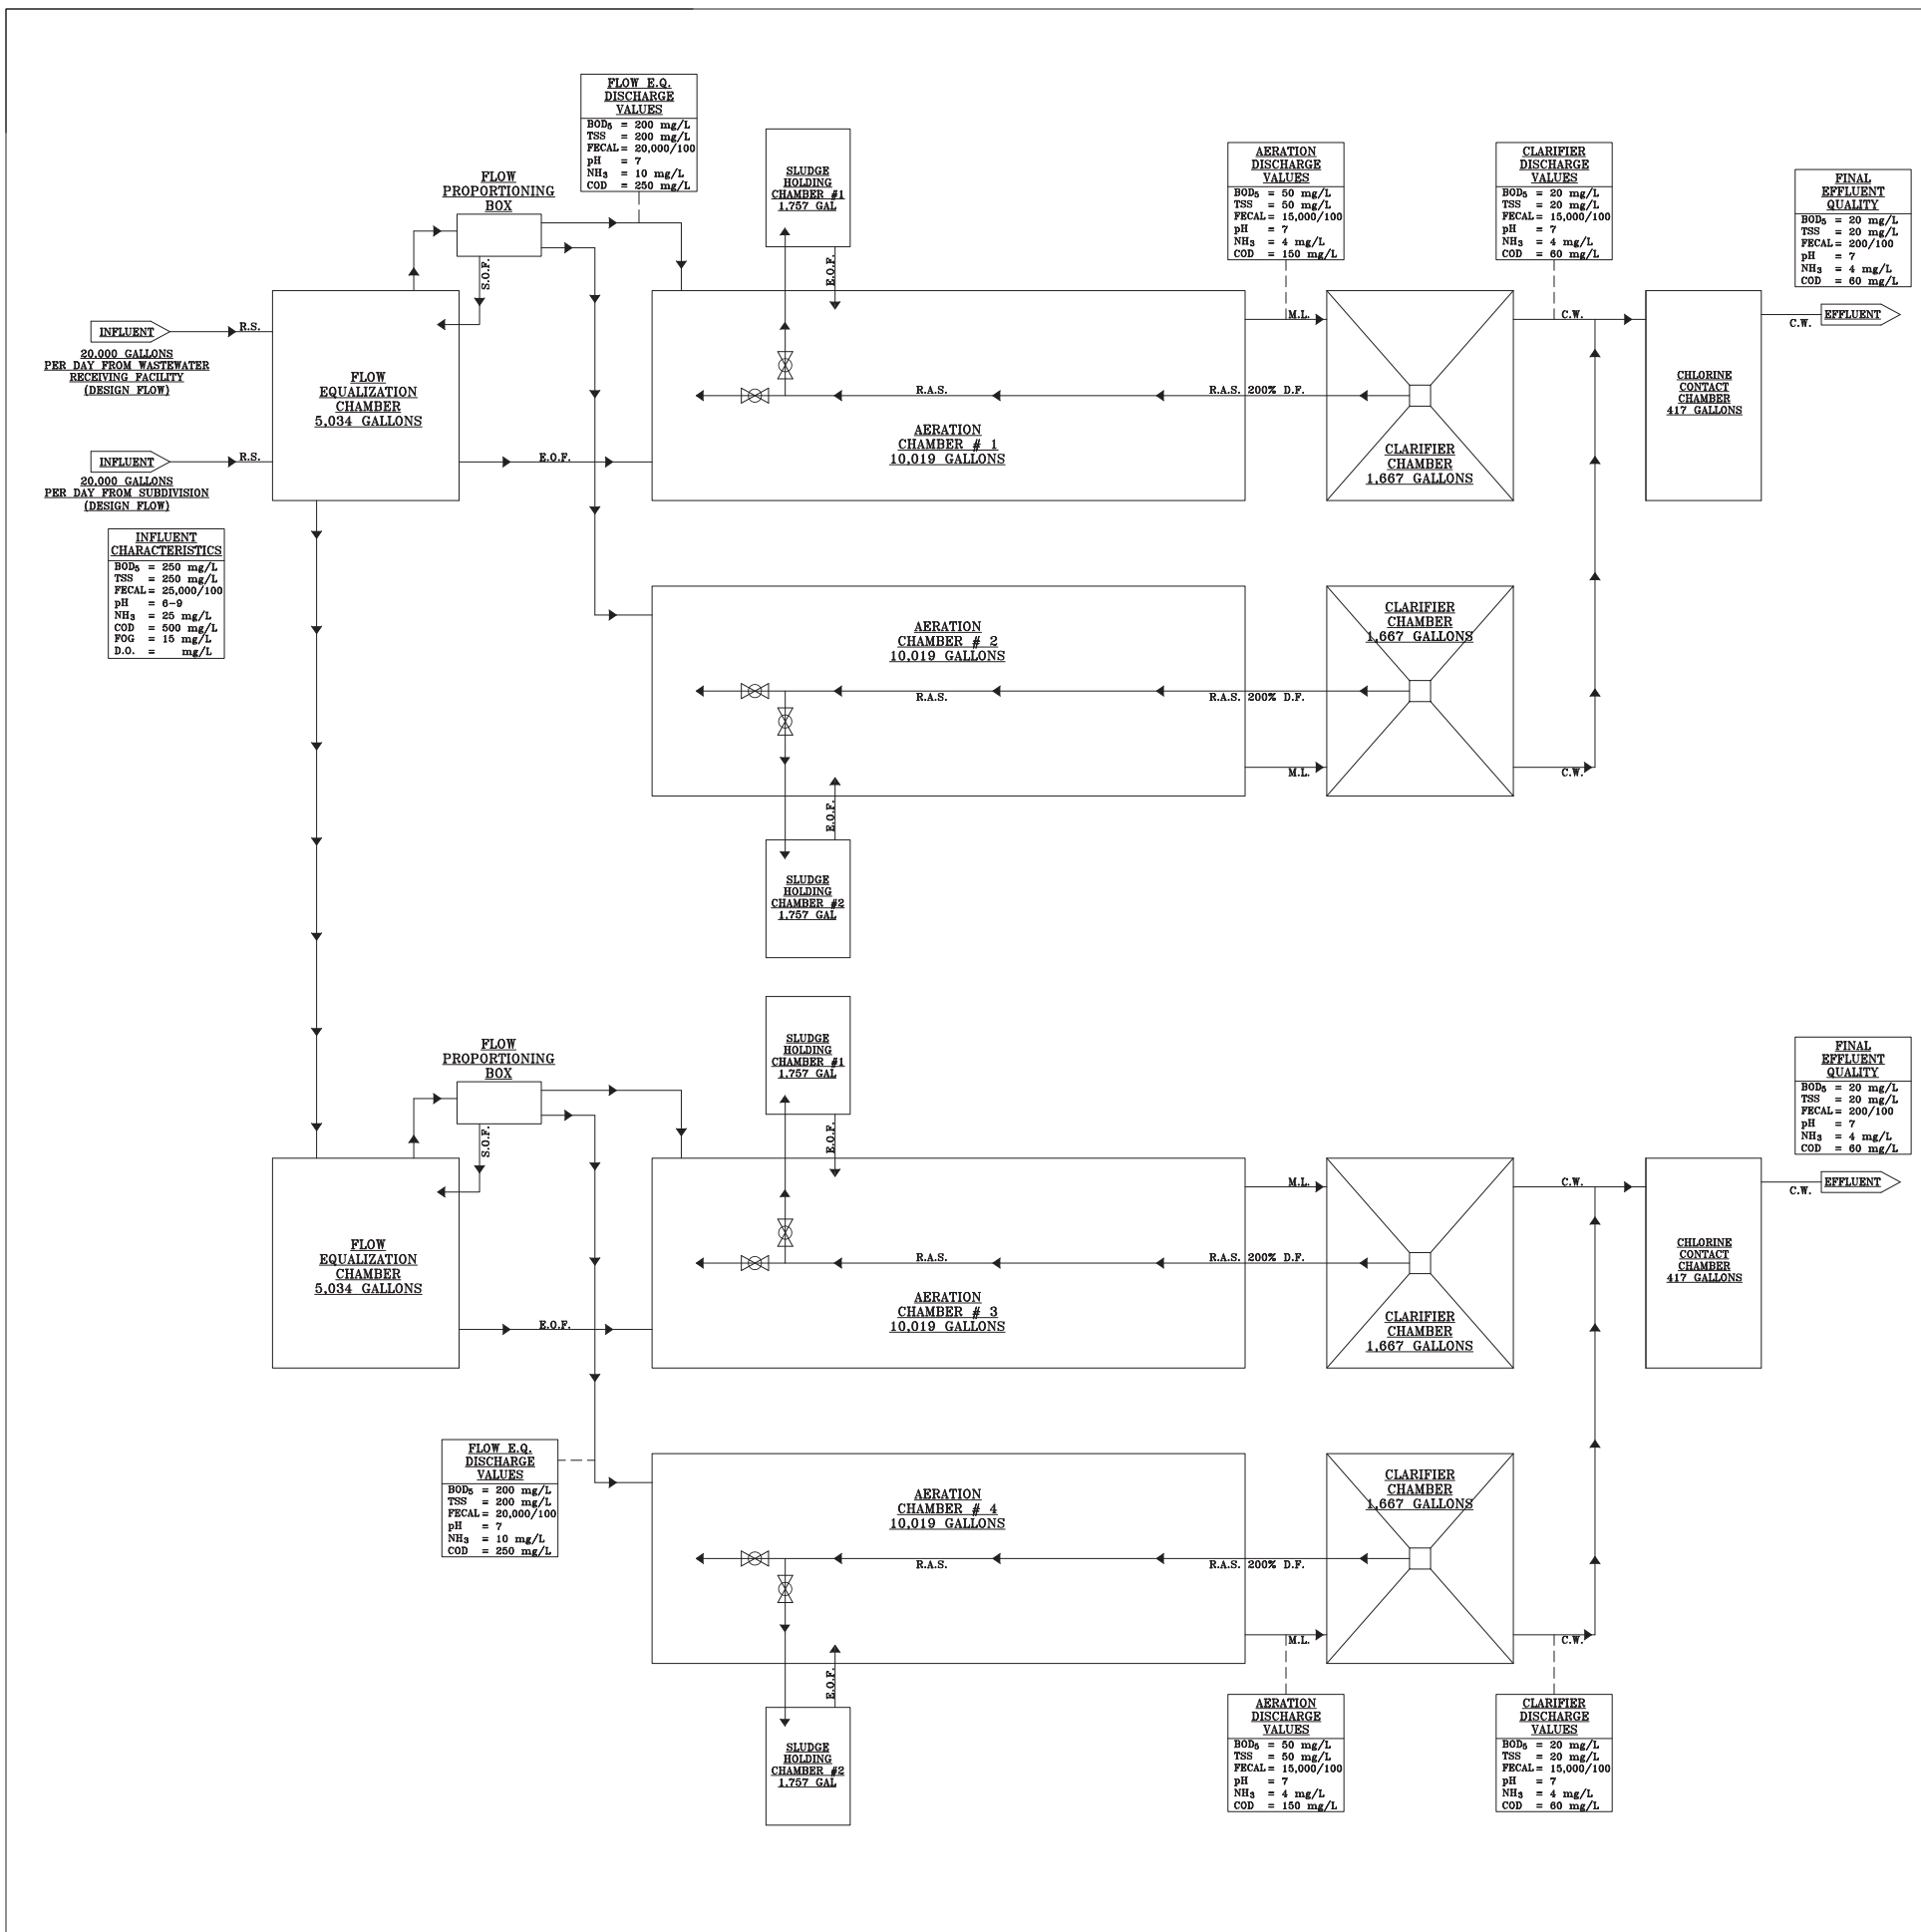 FLOW E.Q.
DISCHARGE
VALUES
BOD₅ = 200 mg/L
TSS = 200 mg/L
FECAL = 20,000/100
pH = 7
NH₃ = 10 mg/L
COD = 250 mg/L
SLUDGE
HOLDING
CHAMBER #1
1,757 GAL
AERATION
DISCHARGE
VALUES
BOD₅ = 50 mg/L
TSS = 50 mg/L
FECAL = 15,000/100
pH = 7
NH₃ = 4 mg/L
COD = 150 mg/L
CLARIFIER
DISCHARGE
VALUES
BOD₅ = 20 mg/L
TSS = 20 mg/L
FECAL = 15,000/100
pH = 7
NH₃ = 4 mg/L
COD = 60 mg/L
FINAL
EFFLUENT
QUALITY
BOD₅ = 20 mg/L
TSS = 20 mg/L
FECAL = 200/100
pH = 7
NH₃ = 4 mg/L
COD = 60 mg/L
FLOW
PROPORTIONING
BOX
S.O.F.
E.O.F.
INFLUENT
R.S.
20,000 GALLONS
PER DAY FROM WASTEWATER
RECEIVING FACILITY
(DESIGN FLOW)
FLOW
EQUALIZATION
CHAMBER
5,034 GALLONS
M.L.
C.W.
C.W.
EFFLUENT
R.A.S.
R.A.S. 200% D.F.
CHLORINE
CONTACT
CHAMBER
417 GALLONS
AERATION
CHAMBER # 1
10,019 GALLONS
CLARIFIER
CHAMBER
1,667 GALLONS
INFLUENT
R.S.
E.O.F.
20,000 GALLONS
PER DAY FROM SUBDIVISION
(DESIGN FLOW)
INFLUENT
CHARACTERISTICS
BOD₅ = 250 mg/L
TSS = 250 mg/L
FECAL = 25,000/100
pH = 6-9
NH₃ = 25 mg/L
COD = 500 mg/L
FOG = 15 mg/L
D.O. = mg/L
AERATION
CHAMBER # 2
10,019 GALLONS
CLARIFIER
CHAMBER
1,667 GALLONS
R.A.S.
R.A.S. 200% D.F.
M.L.
C.W.
E.O.F.
SLUDGE
HOLDING
CHAMBER #2
1,757 GAL
FLOW
PROPORTIONING
BOX
SLUDGE
HOLDING
CHAMBER #1
1,757 GAL
FINAL
EFFLUENT
QUALITY
BOD₅ = 20 mg/L
TSS = 20 mg/L
FECAL = 200/100
pH = 7
NH₃ = 4 mg/L
COD = 60 mg/L
S.O.F.
E.O.F.
M.L.
C.W.
C.W.
EFFLUENT
FLOW
EQUALIZATION
CHAMBER
5,034 GALLONS
R.A.S.
R.A.S. 200% D.F.
CHLORINE
CONTACT
CHAMBER
417 GALLONS
AERATION
CHAMBER # 3
10,019 GALLONS
CLARIFIER
CHAMBER
1,667 GALLONS
E.O.F.
FLOW E.Q.
DISCHARGE
VALUES
BOD₅ = 200 mg/L
TSS = 200 mg/L
FECAL = 20,000/100
pH = 7
NH₃ = 10 mg/L
COD = 250 mg/L
AERATION
CHAMBER # 4
10,019 GALLONS
CLARIFIER
CHAMBER
1,667 GALLONS
R.A.S.
R.A.S. 200% D.F.
M.L.
C.W.
E.O.F.
SLUDGE
HOLDING
CHAMBER #2
1,757 GAL
AERATION
DISCHARGE
VALUES
BOD₅ = 50 mg/L
TSS = 50 mg/L
FECAL = 15,000/100
pH = 7
NH₃ = 4 mg/L
COD = 150 mg/L
CLARIFIER
DISCHARGE
VALUES
BOD₅ = 20 mg/L
TSS = 20 mg/L
FECAL = 15,000/100
pH = 7
NH₃ = 4 mg/L
COD = 60 mg/L